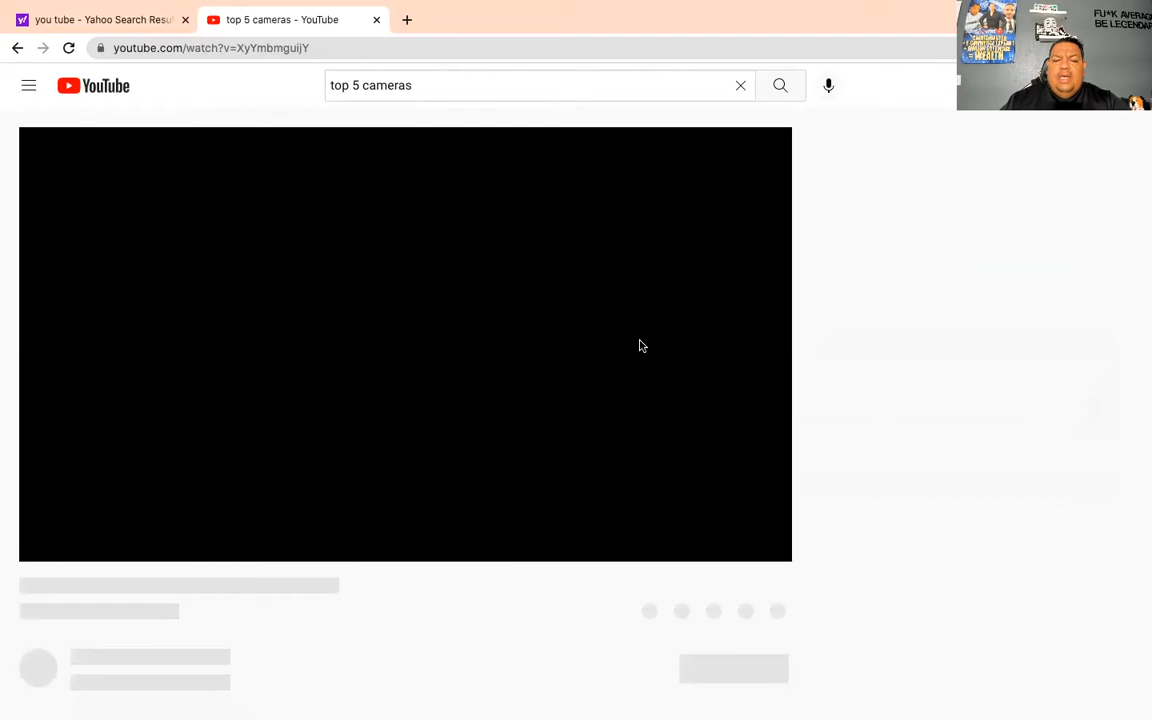 you tube - Yahoo Search Resu
top 5 cameras - YouTube
youtube.com/watch?v=XyYmbmguijY
YouTube
top 5 cameras
FU*K AVERAGE
BE LEGENDAR
= WEALTH